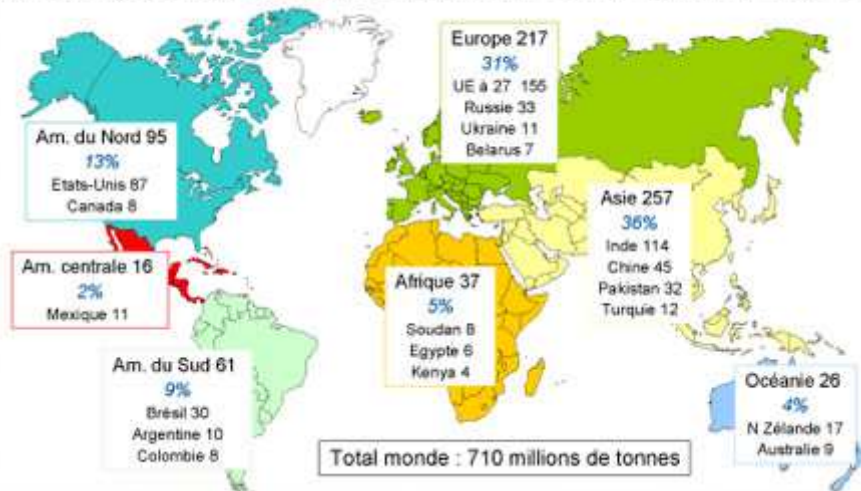 Europe 217
31%
UE à 27 155
Russie 33
Ukraine 11
Belarus 7
Am. du Nord 95
13%
Etats-Unis 87
Canada 8
Asie 257
36%
Inde 114
Chine 45
Pakistan 32
Turquie 12
Am. centrale 16
2%
Mexique 11
Afrique 37
5%
Soudan 8
Egypte 6
Kenya 4
Am. du Sud 61
9%
Brésil 30
Argentine 10
Colombie 8
Océanie 26
4%
N Zélande 17
Australie 9
Total monde : 710 millions de tonnes